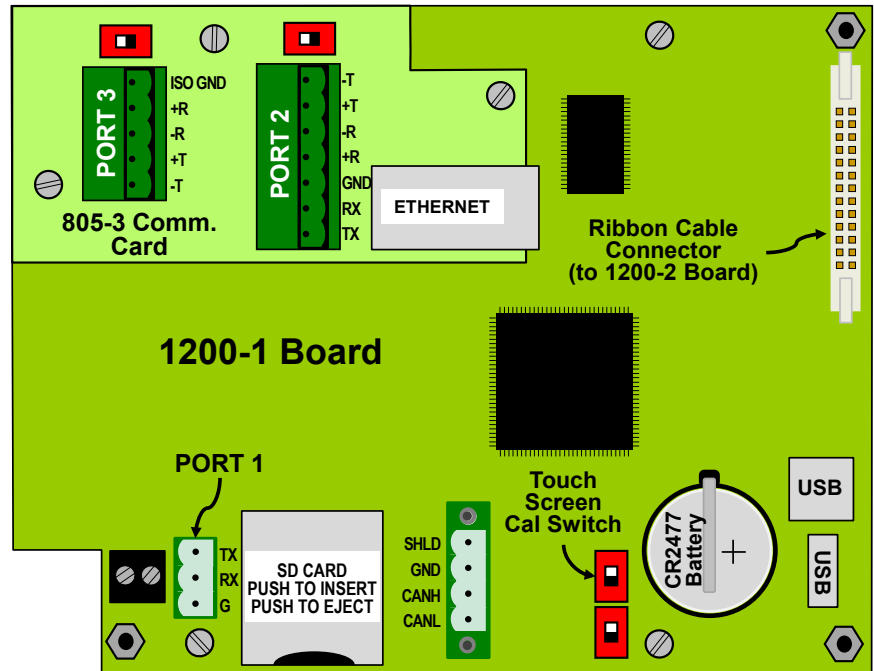 PORT 3
ISO GND
+R
-R
+T
-T
805-3 Comm.
Card
PORT 2
-T
+T
-R
+R
GND
RX
TX
ETHERNET
Ribbon Cable
Connector
(to 1200-2 Board)
1200-1 Board
PORT 1
TX
RX
G
SD CARD
PUSH TO INSERT
PUSH TO EJECT
SHLD
GND
CANH
CANL
Touch
Screen
Cal Switch
CR2477
Battery
+
USB
USB